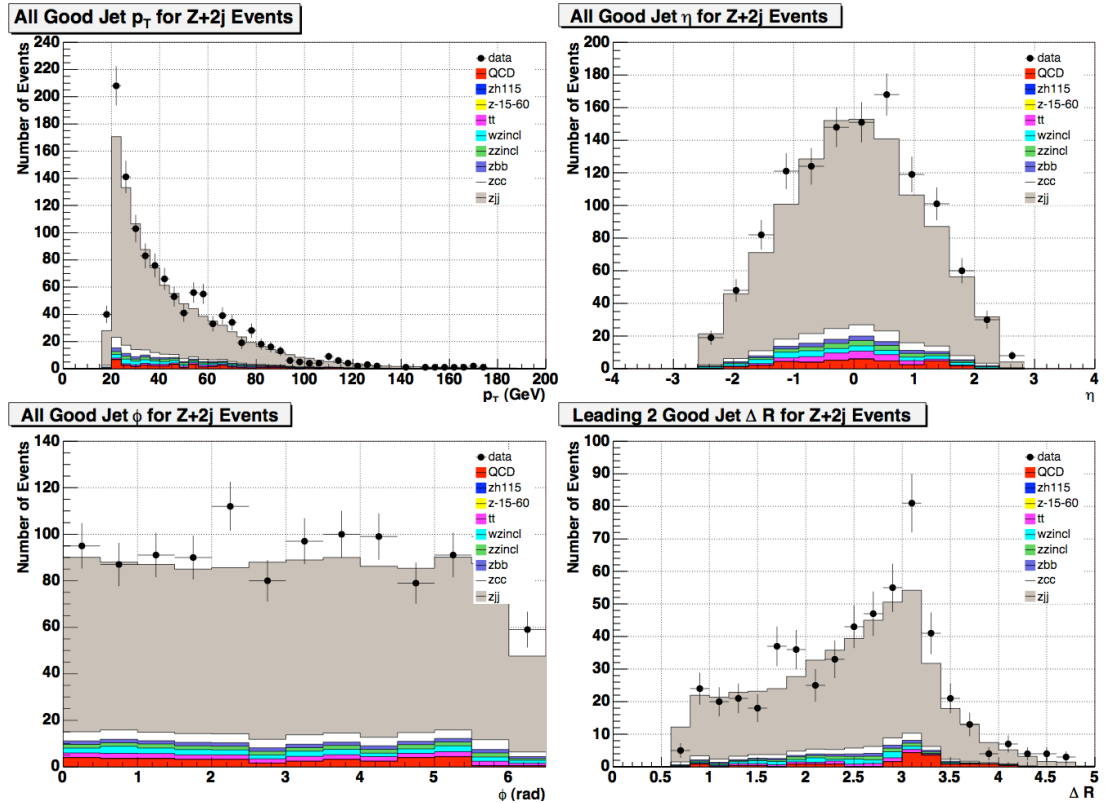 All Good Jet pT for Z+2j Events
Number of Events
240
220
200
180
160
140
120
100
80
60
40
20
0
data
QCD
zh115
z-15-60
tt
wzincl
zzincl
zbb
zcc
zjj
0 20 40 60 80 100 120 140 160 180 200
pT (GeV)
All Good Jet η for Z+2j Events
Number of Events
200
180
160
140
120
100
80
60
40
20
0
data
QCD
zh115
z-15-60
tt
wzincl
zzincl
zbb
zcc
zjj
-4 -3 -2 -1 0 1 2 3 4
η
All Good Jet ϕ for Z+2j Events
Number of Events
140
120
100
80
60
40
20
0
data
QCD
zh115
z-15-60
tt
wzincl
zzincl
zbb
zcc
zjj
0 1 2 3 4 5 6
ϕ (rad)
Leading 2 Good Jet Δ R for Z+2j Events
Number of Events
100
90
80
70
60
50
40
30
20
10
0
data
QCD
zh115
z-15-60
tt
wzincl
zzincl
zbb
zcc
zjj
0 0.5 1 1.5 2 2.5 3 3.5 4 4.5 5
Δ R